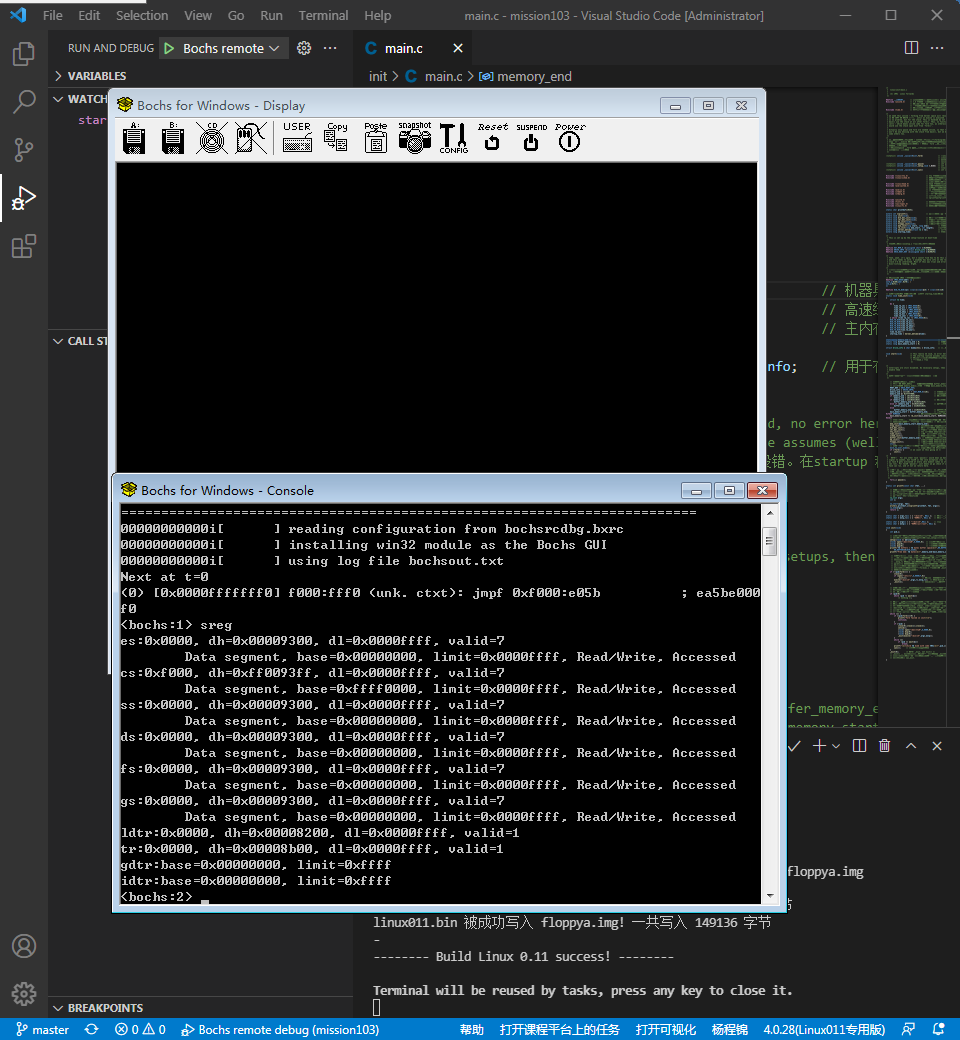 File Edit Selection View Go Run Terminal Help main.c - mission103 - Visual Studio Code [Administrator]
RUN AND DEBUG Bochs remote main.c
VARIABLES
init > main.c > memory_end
WATCH
star
Bochs for Windows - Display
A: B: CD USER Copy Paste snapshot CONFIG Reset SUSPEND Power
// 机器
// 高速
// 主内
nfo; // 用于
CALL ST
d, no error her
e assumes (well
错。在startup
setups, then
fer_memory_e
Bochs for Windows - Console
========================================================================
00000000000i[ ] reading configuration from bochsrcdbg.bxrc
00000000000i[ ] installing win32 module as the Bochs GUI
00000000000i[ ] using log file bochsout.txt
Next at t=0
(0) [0x0000fffffff0] f000:fff0 (unk. ctxt): jmpf 0xf000:e05b ; ea5be000
f0
<bochs:1> sreg
es:0x0000, dh=0x00009300, dl=0x0000ffff, valid=7
Data segment, base=0x00000000, limit=0x0000ffff, Read/Write, Accessed
cs:0xf000, dh=0xff0093ff, dl=0x0000ffff, valid=7
Data segment, base=0xffff0000, limit=0x0000ffff, Read/Write, Accessed
ss:0x0000, dh=0x00009300, dl=0x0000ffff, valid=7
Data segment, base=0x00000000, limit=0x0000ffff, Read/Write, Accessed
ds:0x0000, dh=0x00009300, dl=0x0000ffff, valid=7
Data segment, base=0x00000000, limit=0x0000ffff, Read/Write, Accessed
fs:0x0000, dh=0x00009300, dl=0x0000ffff, valid=7
Data segment, base=0x00000000, limit=0x0000ffff, Read/Write, Accessed
gs:0x0000, dh=0x00009300, dl=0x0000ffff, valid=7
Data segment, base=0x00000000, limit=0x0000ffff, Read/Write, Accessed
ldtr:0x0000, dh=0x00008200, dl=0x0000ffff, valid=1
tr:0x0000, dh=0x00008b00, dl=0x0000ffff, valid=1
gdtr:base=0x00000000, limit=0xffff
idtr:base=0x00000000, limit=0xffff
<bochs:2>
floppya.img
linux011.bin 被成功写入 floppya.img! 一共写入 149136 字节
-
-------- Build Linux 0.11 success! --------
Terminal will be reused by tasks, press any key to close it.
BREAKPOINTS
master 0 0 Bochs remote debug (mission103) 帮助 打开课程平台上的任务 打开可视化 杨程锦 4.0.28(Linux011专用版)